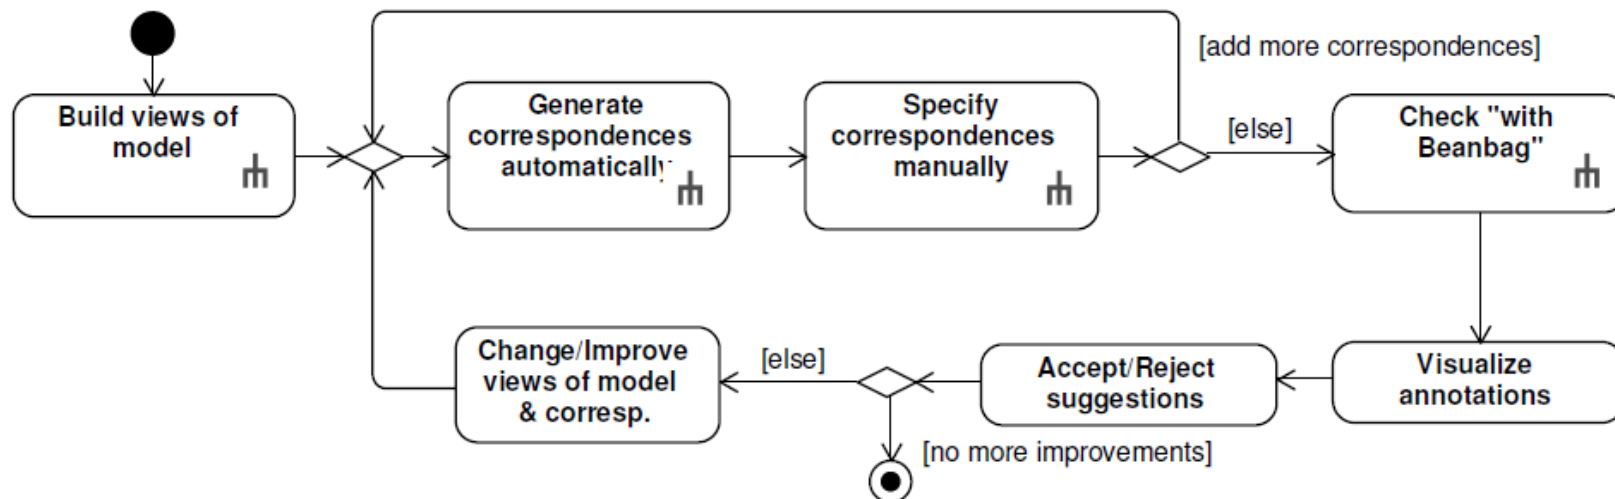 [add more correspondences]
Build views of
model
Generate
correspondences
automatically
Specify
correspondences
manually
[else]
Check "with
Beanbag"
Change/Improve
views of model
& corresp.
[else]
Accept/Reject
suggestions
Visualize
annotations
[no more improvements]